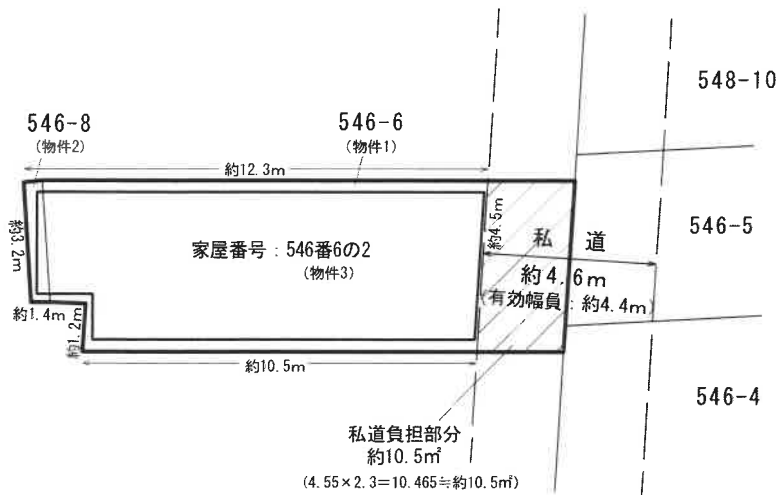 548-10
546-8
(物件2)
546-6
(物件1)
約12.3m
約3.2m
家屋番号：546番6の2
(物件3)
約4.5m
私 道
約4.6m
(有効幅員：約4.4m)
546-5
約1.4m
約1.2m
約10.5m
546-4
私道負担部分
約10.5㎡
(4.55×2.3=10.465≒約10.5㎡)